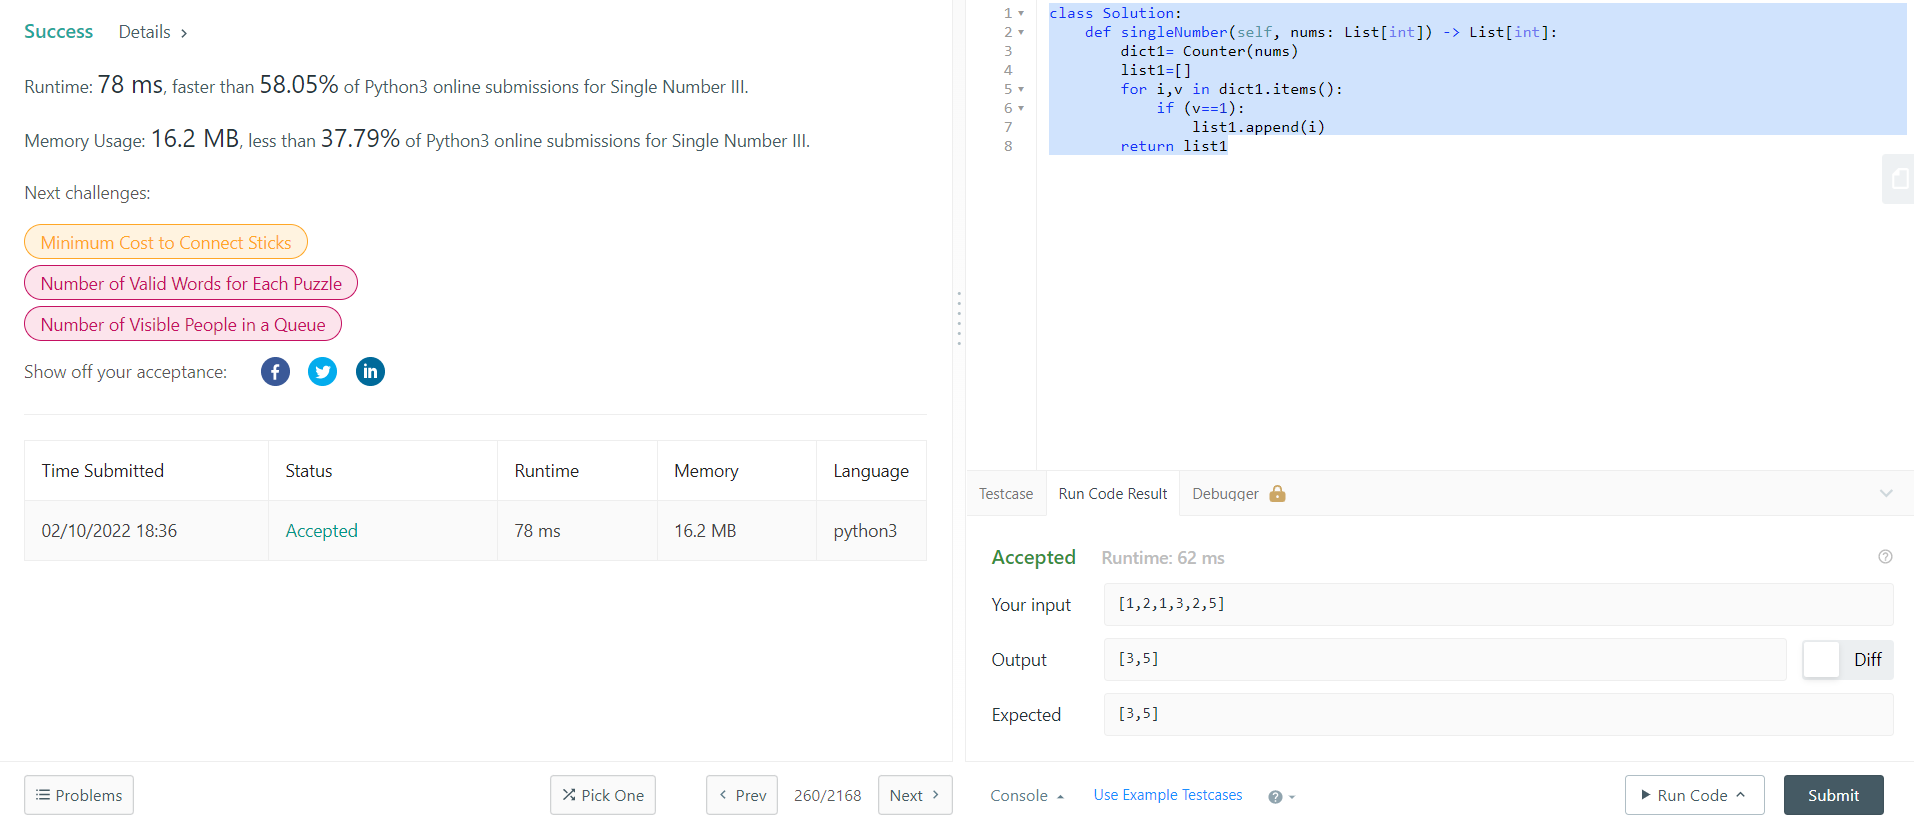 Success Details >
Runtime: 78 ms, faster than 58.05% of Python3 online submissions for Single Number III.
Memory Usage: 16.2 MB, less than 37.79% of Python3 online submissions for Single Number III.
Next challenges:
Minimum Cost to Connect Sticks
Number of Valid Words for Each Puzzle
Number of Visible People in a Queue
Show off your acceptance:
Time Submitted Status Runtime Memory Language
02/10/2022 18:36 Accepted 78 ms 16.2 MB python3
Problems Pick One < Prev 260/2168 Next >
1 class Solution:
2     def singleNumber(self, nums: List[int]) -> List[int]:
3         dict1= Counter(nums)
4         list1=[]
5         for i,v in dict1.items():
6             if (v==1):
7                 list1.append(i)
8         return list1
Testcase Run Code Result Debugger
Accepted Runtime: 62 ms
Your input [1,2,1,3,2,5]
Output [3,5] Diff
Expected [3,5]
Console Use Example Testcases ? Run Code Submit